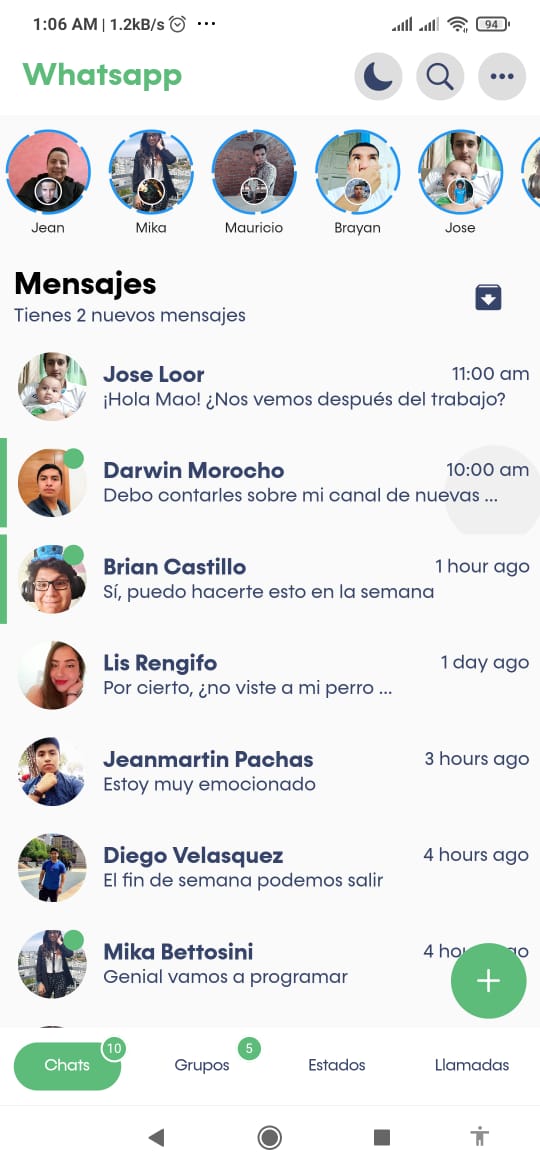 1:06 AM | 1.2kB/s ...
94
Whatsapp
Jean
Mika
Mauricio
Brayan
Jose
Mensajes
Tienes 2 nuevos mensajes
Jose Loor
11:00 am
¡Hola Mao! ¿Nos vemos después del trabajo?
Darwin Morocho
10:00 am
Debo contarles sobre mi canal de nuevas ...
Brian Castillo
1 hour ago
Sí, puedo hacerte esto en la semana
Lis Rengifo
1 day ago
Por cierto, ¿no viste a mi perro ...
Jeanmartin Pachas
3 hours ago
Estoy muy emocionado
Diego Velasquez
4 hours ago
El fin de semana podemos salir
Mika Bettosini
4 
Genial vamos a programar
Chats
10
Grupos
5
Estados
Llamadas